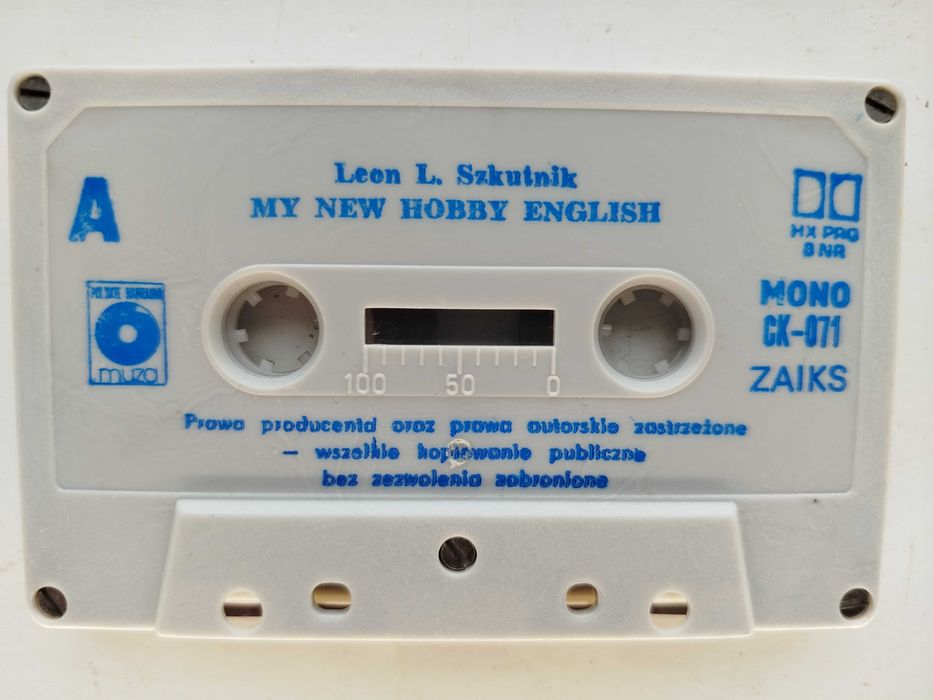 A
Leon L. Szkutnik
MY NEW HOBBY ENGLISH
HX PRO
B NR
POLSKIE NAGRANIA
muza
MONO
CK-071
ZAIKS
100 50 0
Prawa producenta oraz prawa autorskie zastrzeżone
– wszelkie kopiowanie publiczne
bez zezwolenia zabronione